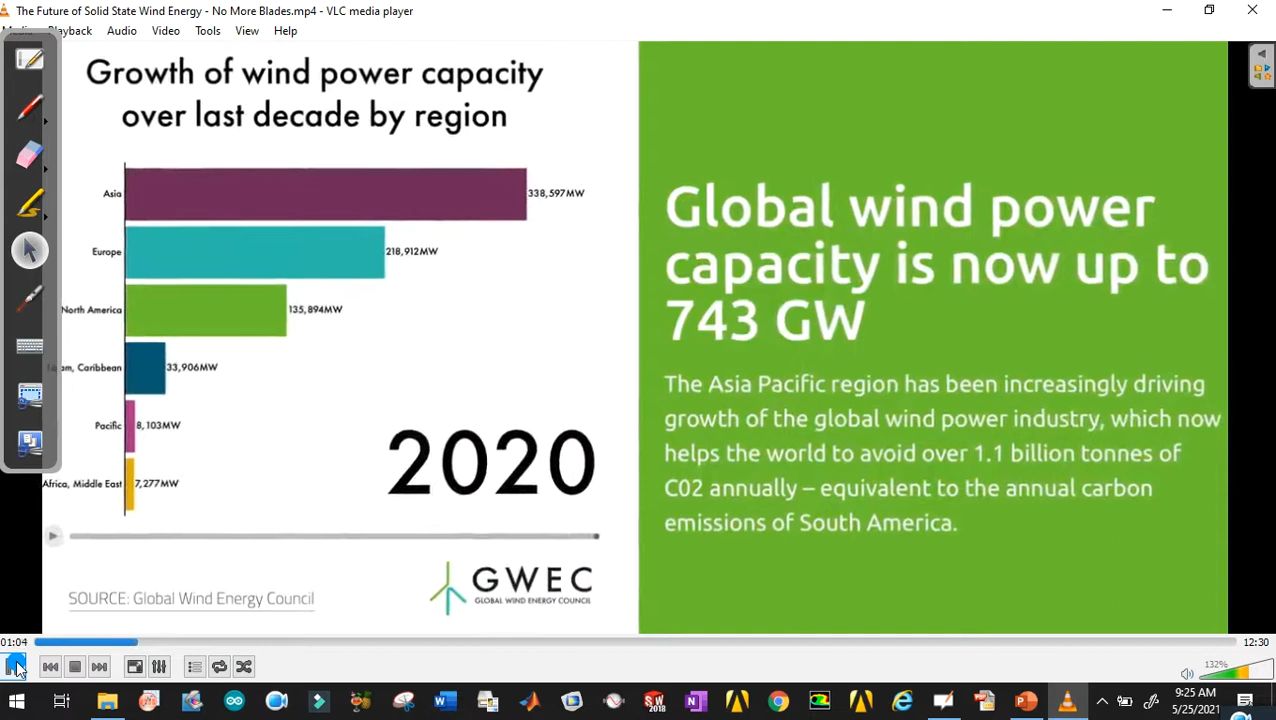 The Future of Solid State Wind Energy - No More Blades.mp4 - VLC media player
Playback Audio Video Tools View Help
Growth of wind power capacity
over last decade by region
Asia 338,597MW
Europe 218,912MW
North America 135,894MW
Caribbean 33,906MW
Pacific 8,103MW
Africa, Middle East 7,277MW
2020
SOURCE: Global Wind Energy Council
GWEC
GLOBAL WIND ENERGY COUNCIL
Global wind power
capacity is now up to
743 GW
The Asia Pacific region has been increasingly driving
growth of the global wind power industry, which now
helps the world to avoid over 1.1 billion tonnes of
C02 annually – equivalent to the annual carbon
emissions of South America.
01:04 12:30
132%
9:25 AM
5/25/2021